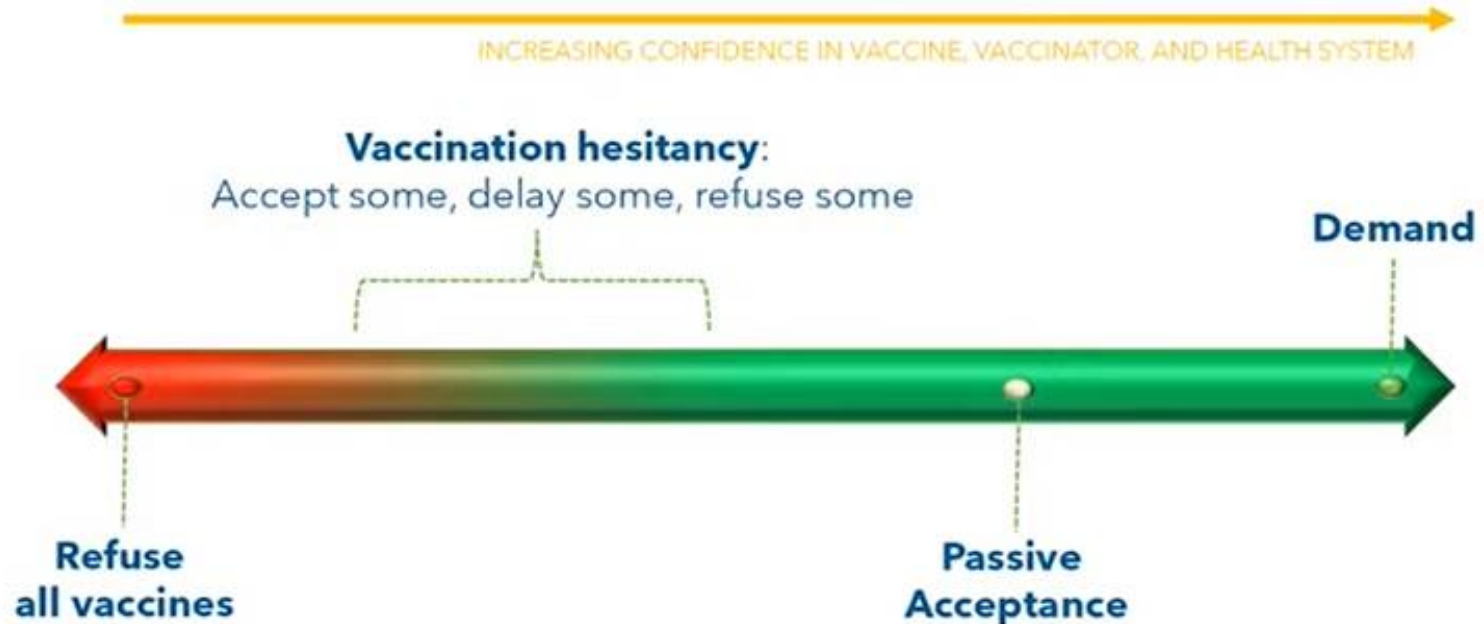 INCREASING CONFIDENCE IN VACCINE, VACCINATOR, AND HEALTH SYSTEM
Vaccination hesitancy:
Accept some, delay some, refuse some
Demand
Refuse
all vaccines
Passive
Acceptance